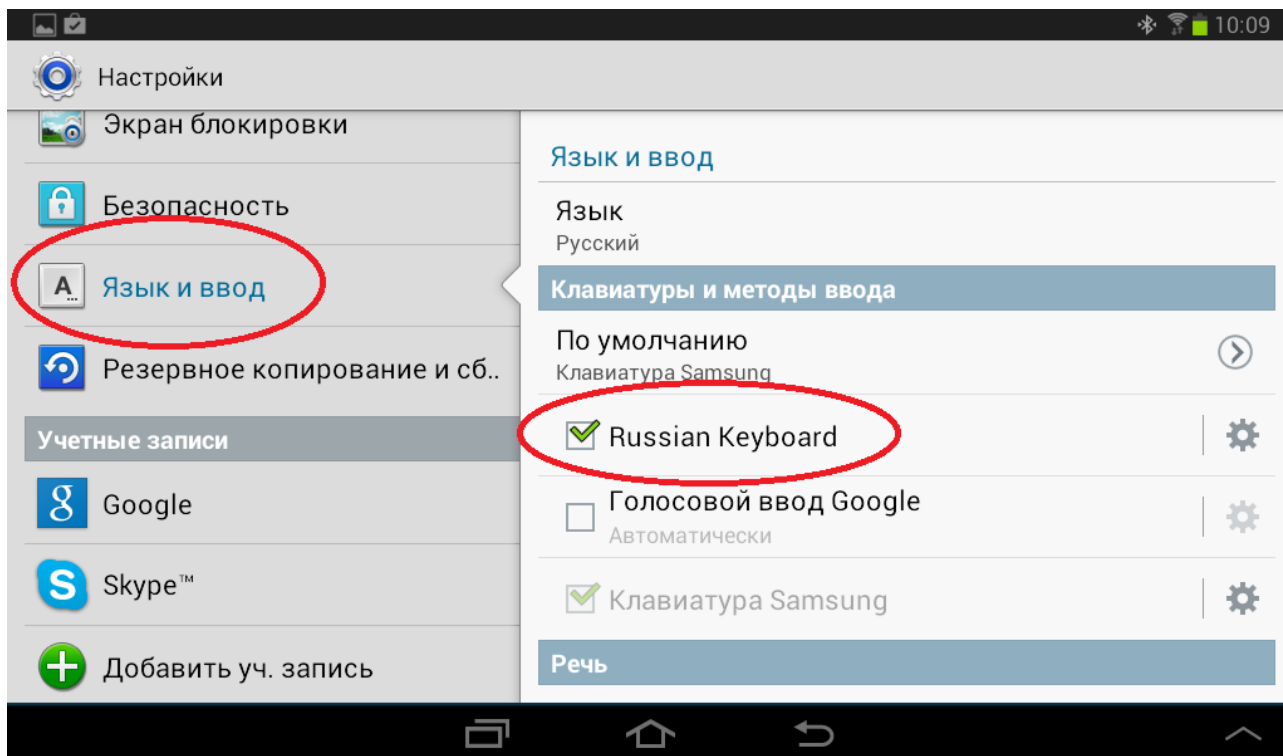 10:09
Настройки
Экран блокировки
Безопасность
Язык и ввод
Резервное копирование и сб..
Учетные записи
Google
Skype™
Добавить уч. запись
Язык и ввод
Язык
Русский
Клавиатуры и методы ввода
По умолчанию
Клавиатура Samsung
Russian Keyboard
Голосовой ввод Google
Автоматически
Клавиатура Samsung
Речь